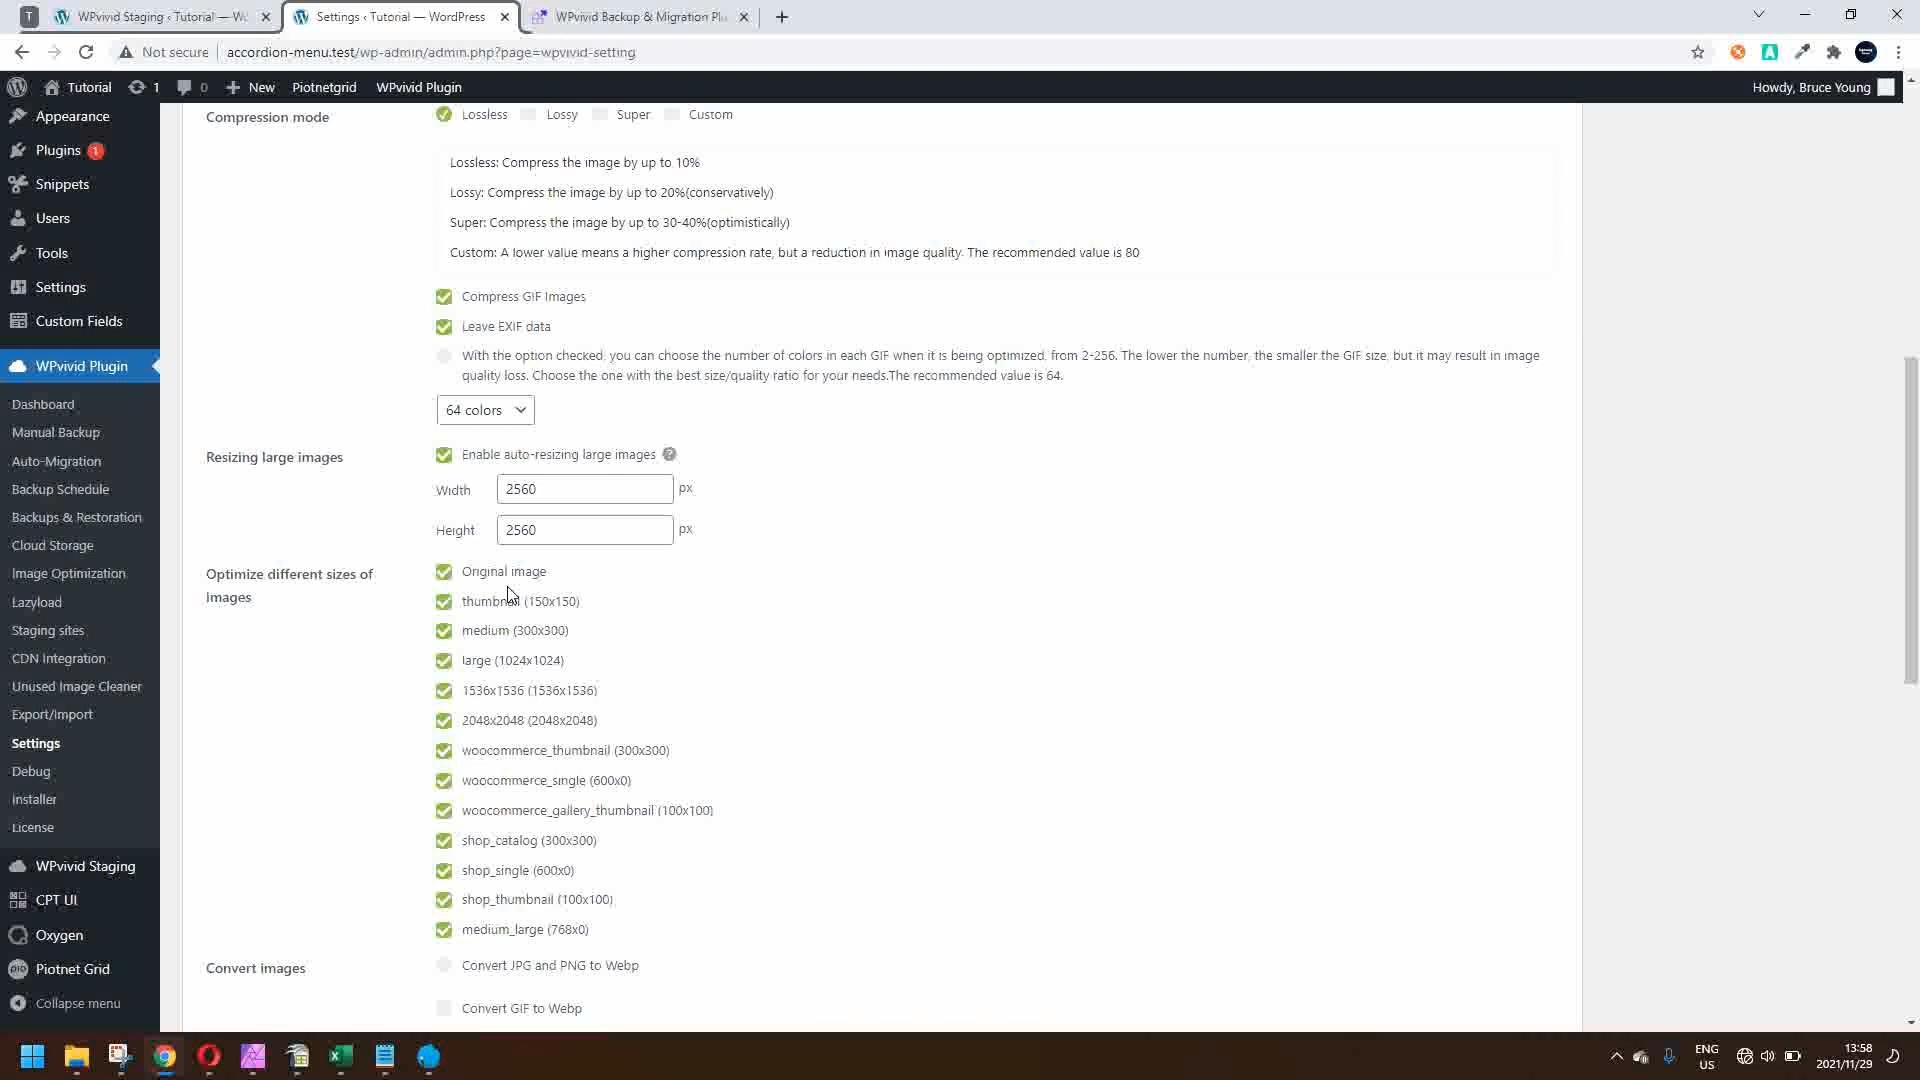 T
WPvivid Staging ‹ Tutorial — Wo
Settings ‹ Tutorial — WordPress
WPvivid Backup & Migration Plu
Not secure
accordion-menu.test/wp-admin/admin.php?page=wpvivid-setting
Tutorial
1
0
New
Piotnetgrid
WPvivid Plugin
Howdy, Bruce Young
Appearance
Plugins 1
Snippets
Users
Tools
Settings
Custom Fields
WPvivid Plugin
Dashboard
Manual Backup
Auto-Migration
Backup Schedule
Backups & Restoration
Cloud Storage
Image Optimization
Lazyload
Staging sites
CDN Integration
Unused Image Cleaner
Export/Import
Settings
Debug
Installer
License
WPvivid Staging
CPT UI
Oxygen
pio Piotnet Grid
Collapse menu
Compression mode
Lossless Lossy Super Custom
Lossless: Compress the image by up to 10%
Lossy: Compress the image by up to 20%(conservatively)
Super: Compress the image by up to 30-40%(optimistically)
Custom: A lower value means a higher compression rate, but a reduction in image quality. The recommended value is 80
Compress GIF Images
Leave EXIF data
With the option checked, you can choose the number of colors in each GIF when it is being optimized, from 2-256. The lower the number, the smaller the GIF size, but it may result in image
quality loss. Choose the one with the best size/quality ratio for your needs.The recommended value is 64.
64 colors
Resizing large images
Enable auto-resizing large images ?
Width 2560 px
Height 2560 px
Optimize different sizes of
images
Original image
thumbnail (150x150)
medium (300x300)
large (1024x1024)
1536x1536 (1536x1536)
2048x2048 (2048x2048)
woocommerce_thumbnail (300x300)
woocommerce_single (600x0)
woocommerce_gallery_thumbnail (100x100)
shop_catalog (300x300)
shop_single (600x0)
shop_thumbnail (100x100)
medium_large (768x0)
Convert images
Convert JPG and PNG to Webp
Convert GIF to Webp
ENG
US
13:58
2021/11/29